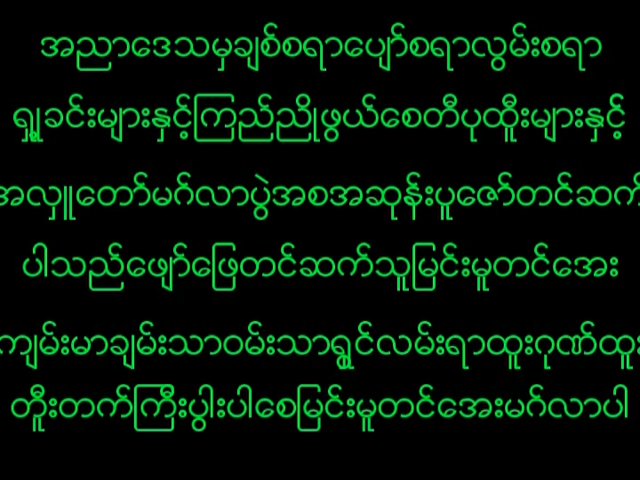 အညာဒေသမှချစ်စရာပျော်စရာလွမ်းစရာ
ရှုခင်းများနှင့်ကြည်ညိုဖွယ်စေတီပုထိုးများနှင့်
အလှူတော်မင်္ဂလာပွဲအစအဆုန်းပူဇော်တင်ဆက်
ပါသည်ဖျော်ဖြေတင်ဆက်သူမြင်းမူတင်အေး
ကျမ်းမာချမ်းသာဝမ်းသာရွှင်လမ်းရာထူးဂုဏ်ထူး
တိုးတက်ကြီးပွါးပါစေမြင်းမူတင်အေးမင်္ဂလာပါ